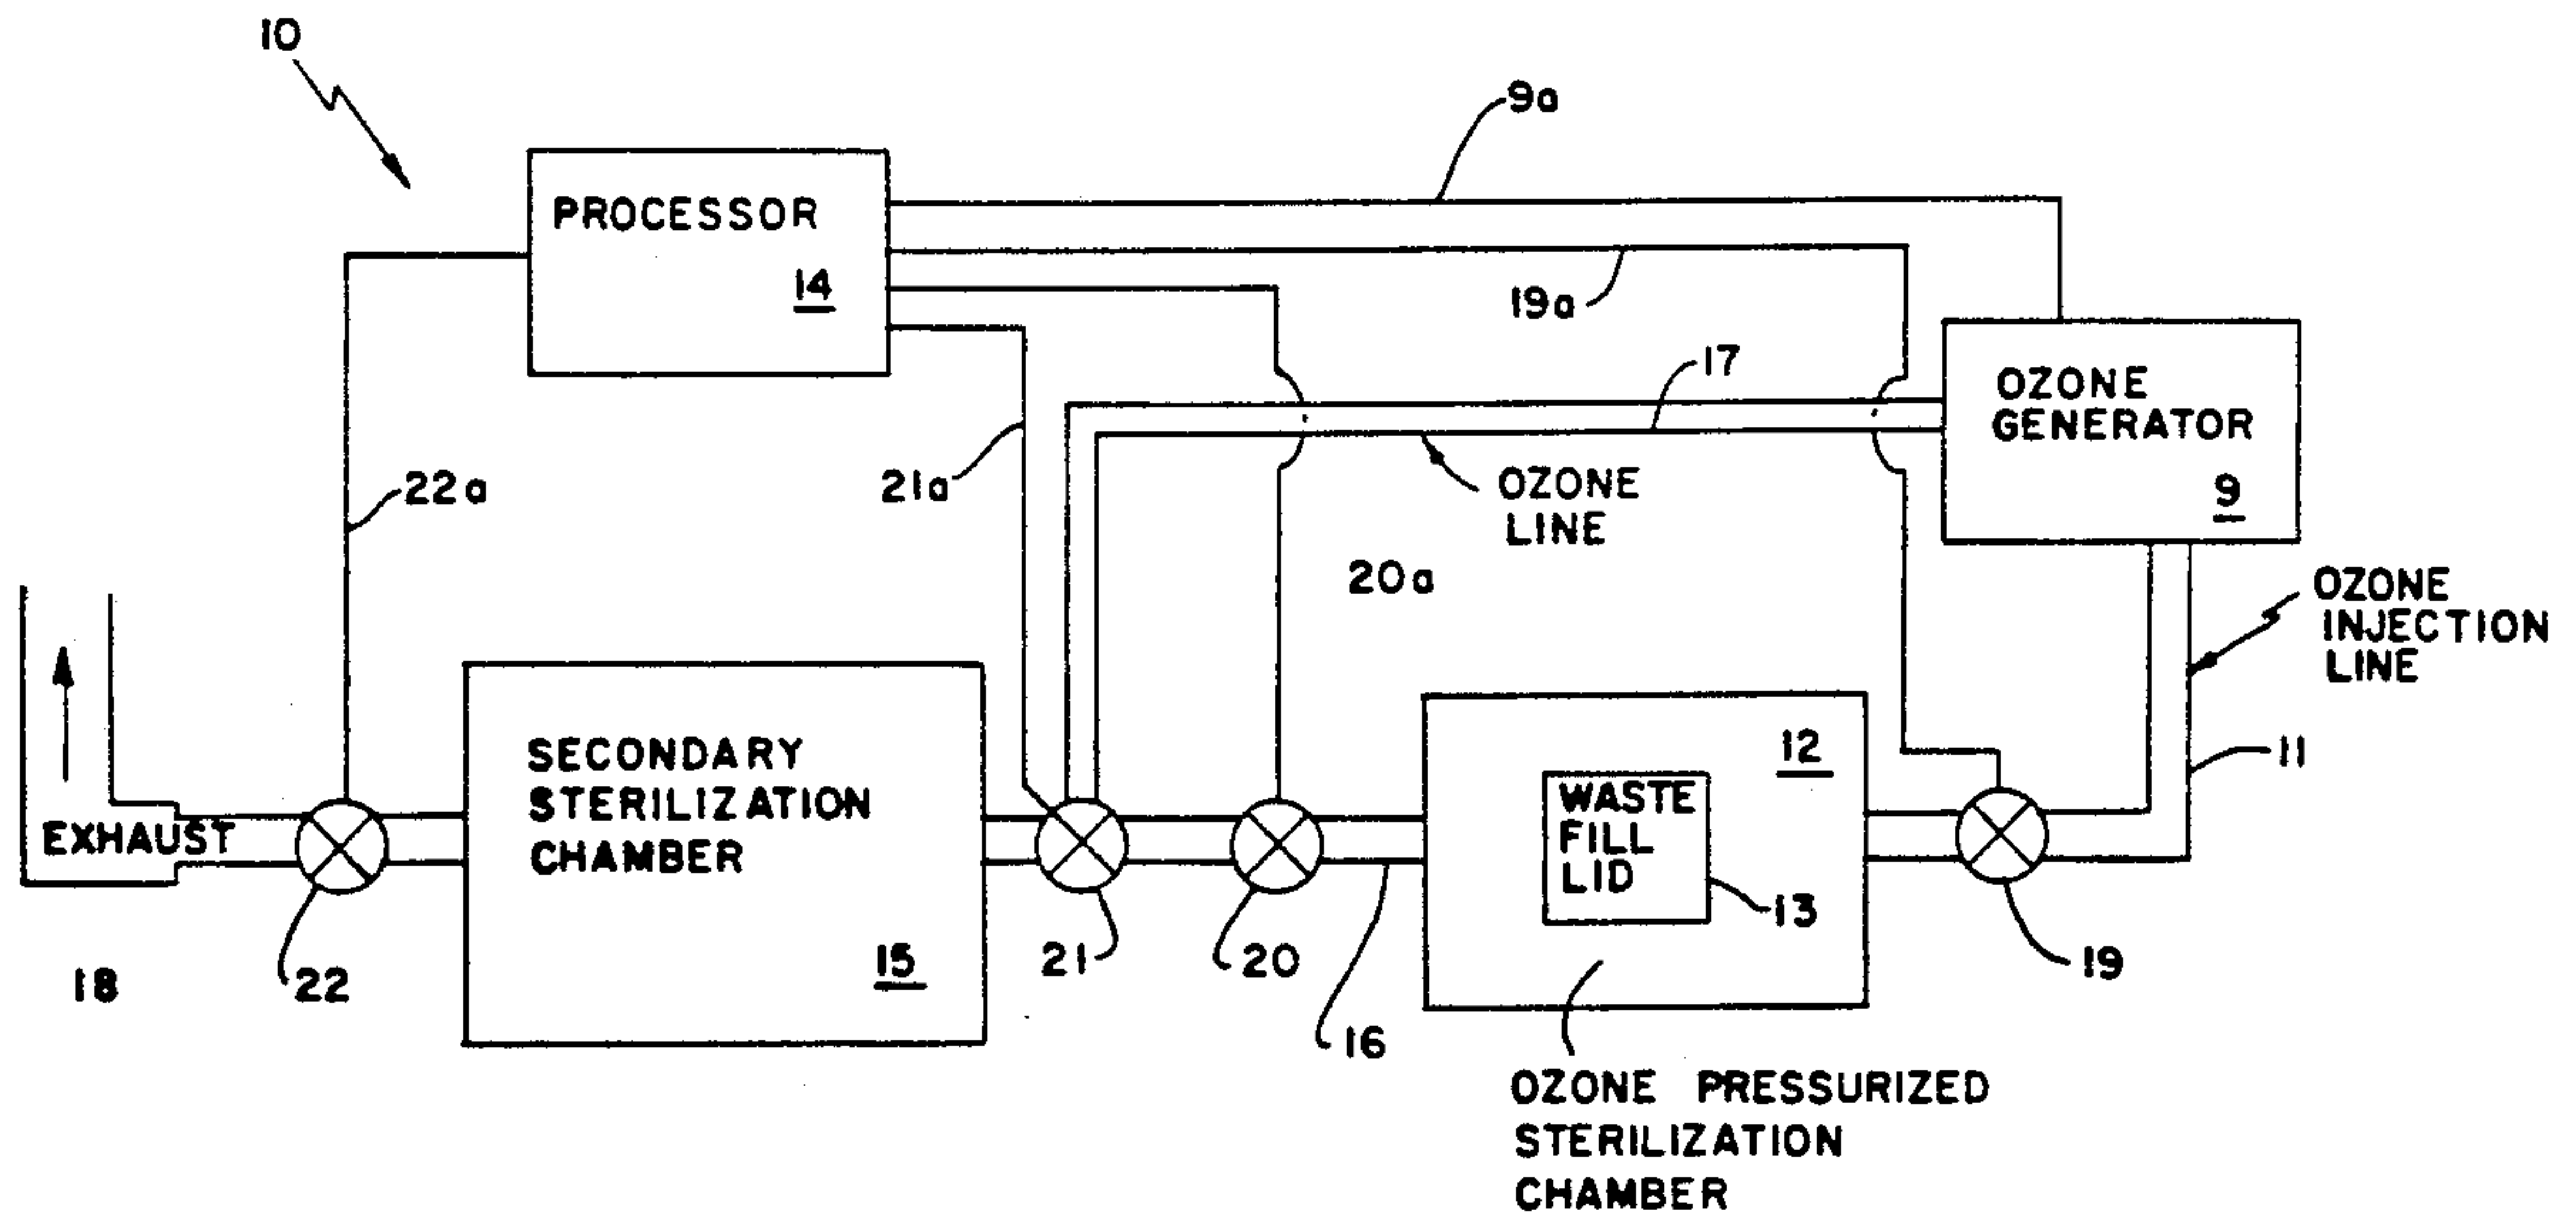 10
9a
PROCESSOR
14
19a
17
OZONE
GENERATOR
9
22a
21a
OZONE
LINE
20a
OZONE
INJECTION
LINE
11
EXHAUST
18
22
SECONDARY
STERILIZATION
CHAMBER
15
21
20
16
12
WASTE
FILL
LID
13
19
OZONE PRESSURIZED
STERILIZATION
CHAMBER